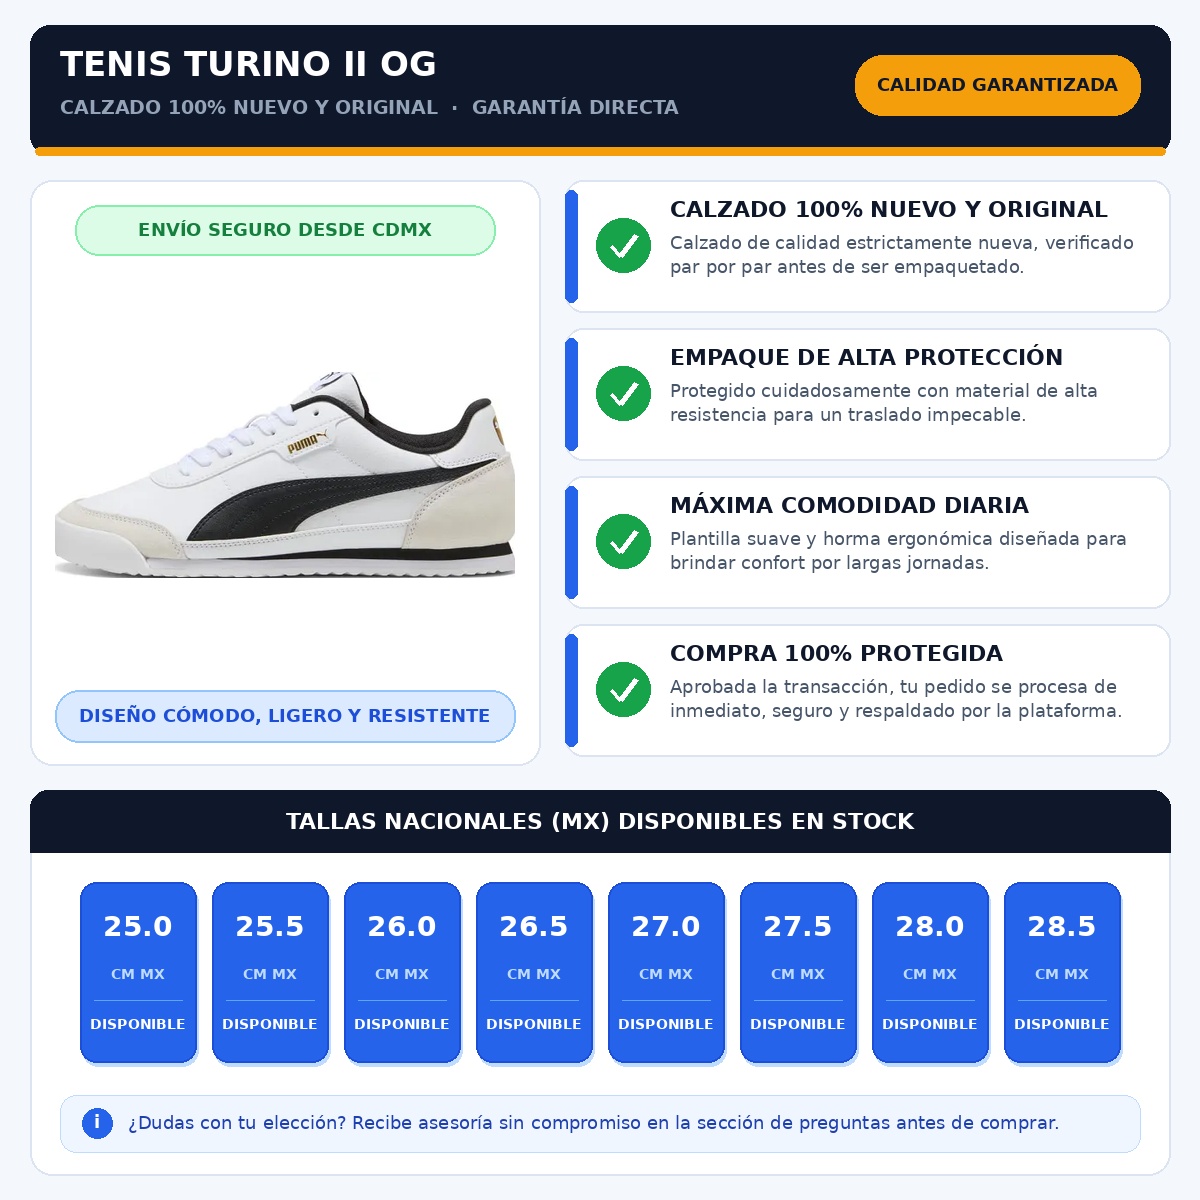 TENIS TURINO II OG
CALZADO 100% NUEVO Y ORIGINAL · GARANTÍA DIRECTA
CALIDAD GARANTIZADA
ENVÍO SEGURO DESDE CDMX
PUMA
DISEÑO CÓMODO, LIGERO Y RESISTENTE
CALZADO 100% NUEVO Y ORIGINAL
Calzado de calidad estrictamente nueva, verificado
par por par antes de ser empaquetado.
EMPAQUE DE ALTA PROTECCIÓN
Protegido cuidadosamente con material de alta
resistencia para un traslado impecable.
MÁXIMA COMODIDAD DIARIA
Plantilla suave y horma ergonómica diseñada para
brindar confort por largas jornadas.
COMPRA 100% PROTEGIDA
Aprobada la transacción, tu pedido se procesa de
inmediato, seguro y respaldado por la plataforma.
TALLAS NACIONALES (MX) DISPONIBLES EN STOCK
25.0 25.5 26.0 26.5 27.0 27.5 28.0 28.5
CM MX CM MX CM MX CM MX CM MX CM MX CM MX CM MX
DISPONIBLE DISPONIBLE DISPONIBLE DISPONIBLE DISPONIBLE DISPONIBLE DISPONIBLE DISPONIBLE
i ¿Dudas con tu elección? Recibe asesoría sin compromiso en la sección de preguntas antes de comprar.